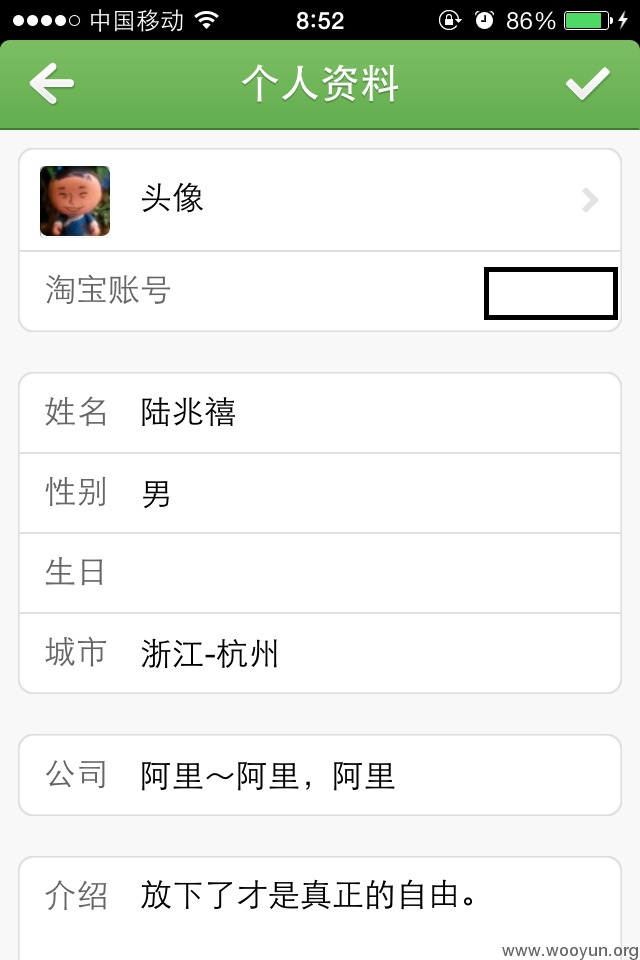 中国移动 8:52 86%
个人资料
头像
淘宝账号
姓名 陆兆禧
性别 男
生日
城市 浙江-杭州
公司 阿里～阿里，阿里
介绍 放下了才是真正的自由。
www.wooyun.org